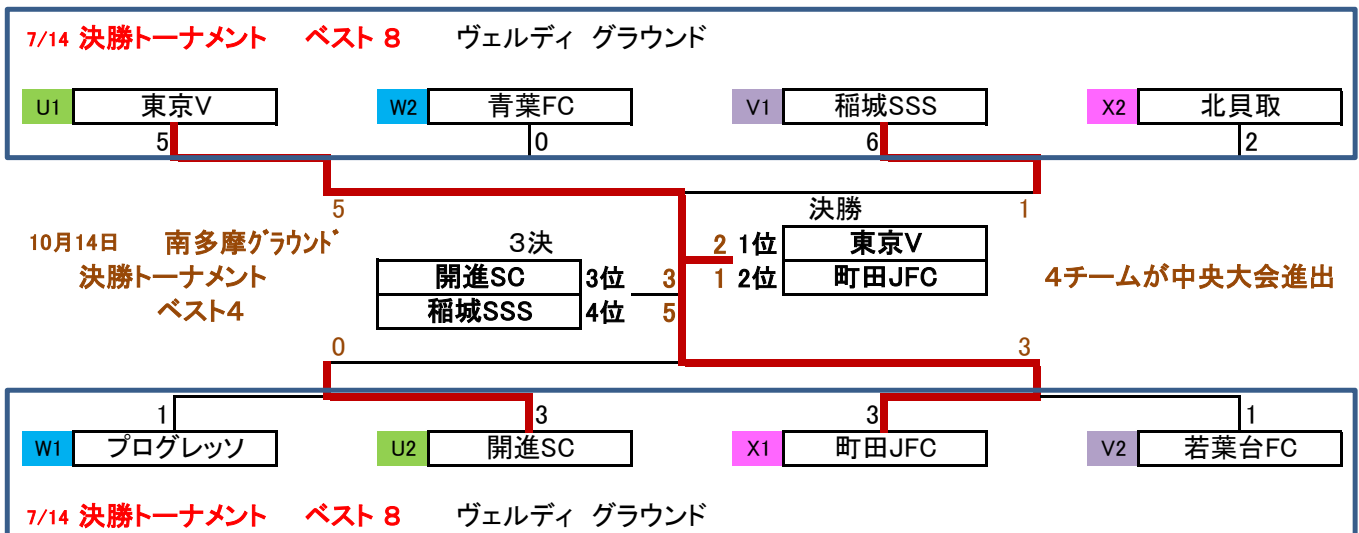 7/14 決勝トーナメント ベスト 8 ヴェルディ グラウンド
U1 東京V W2 青葉FC V1 稲城SSS X2 北貝取
5 0 6 2
5 決勝 1
10月14日 南多摩グラウンド 3決 2 1位 東京V
決勝トーナメント 開進SC 3位 3 1 2位 町田JFC 4チームが中央大会進出
ベスト4 稲城SSS 4位 5
0 3
1 3 3 1
W1 プログレッソ U2 開進SC X1 町田JFC V2 若葉台FC
7/14 決勝トーナメント ベスト 8 ヴェルディ グラウンド